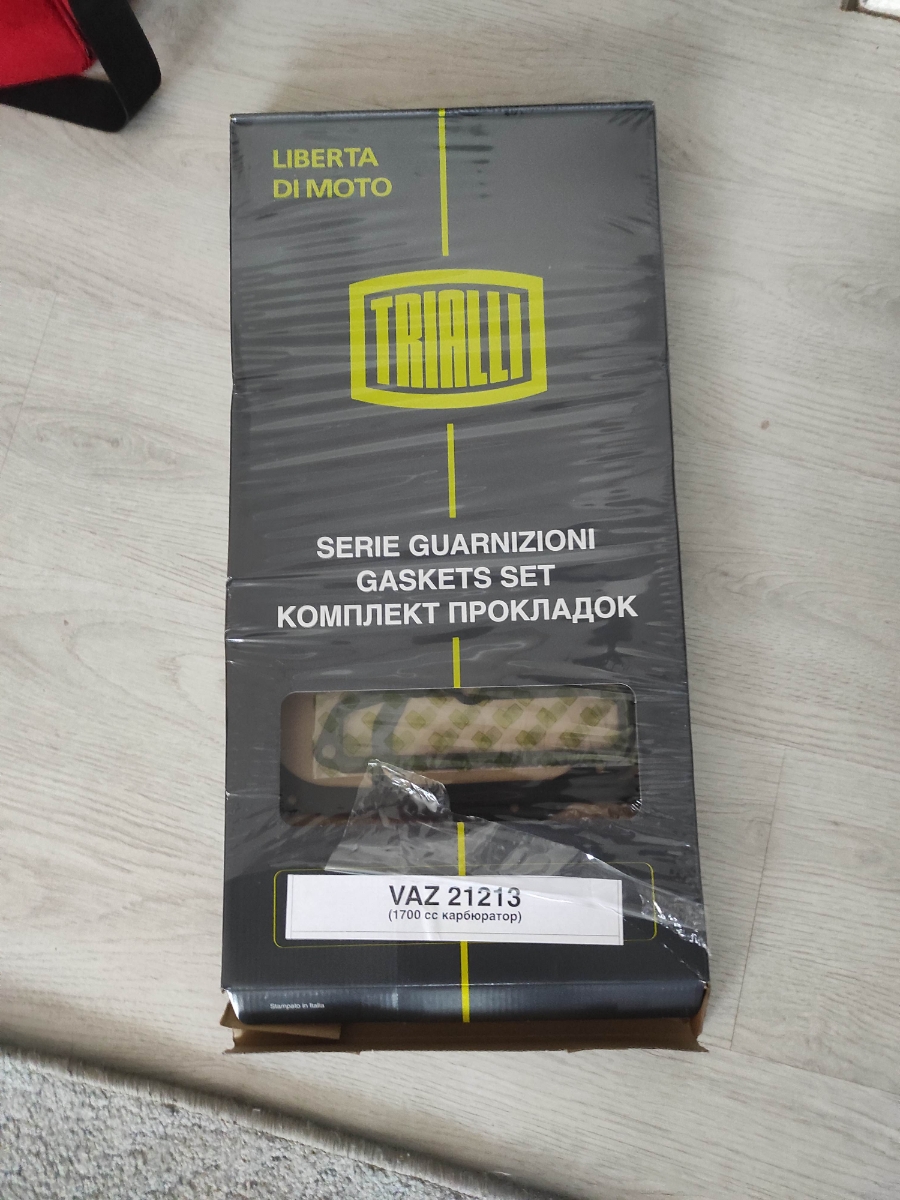 LIBERTA
DI MOTO
TRIALLI
SERIE GUARNIZIONI
GASKETS SET
КОМПЛЕКТ ПРОКЛАДОК
VAZ 21213
(1700 cc карбюратор)
Stampato in Italia